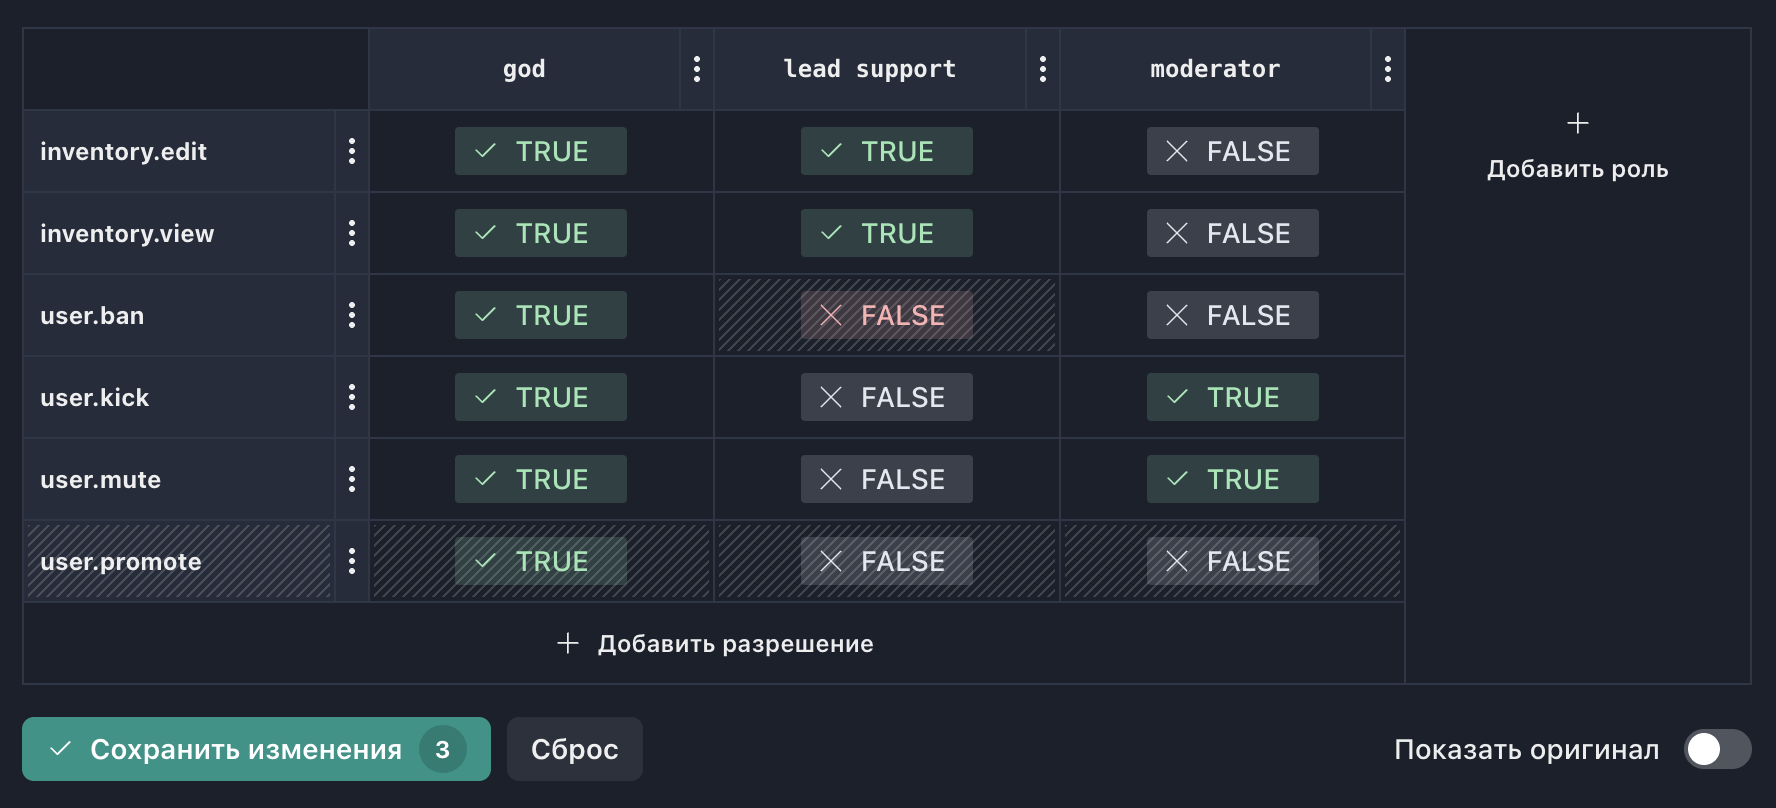 god lead support moderator
inventory.edit TRUE TRUE FALSE
Добавить роль
inventory.view TRUE TRUE FALSE
user.ban TRUE FALSE FALSE
user.kick TRUE FALSE TRUE
user.mute TRUE FALSE TRUE
user.promote TRUE FALSE FALSE
Добавить разрешение
Сохранить изменения 3 Сброс Показать оригинал